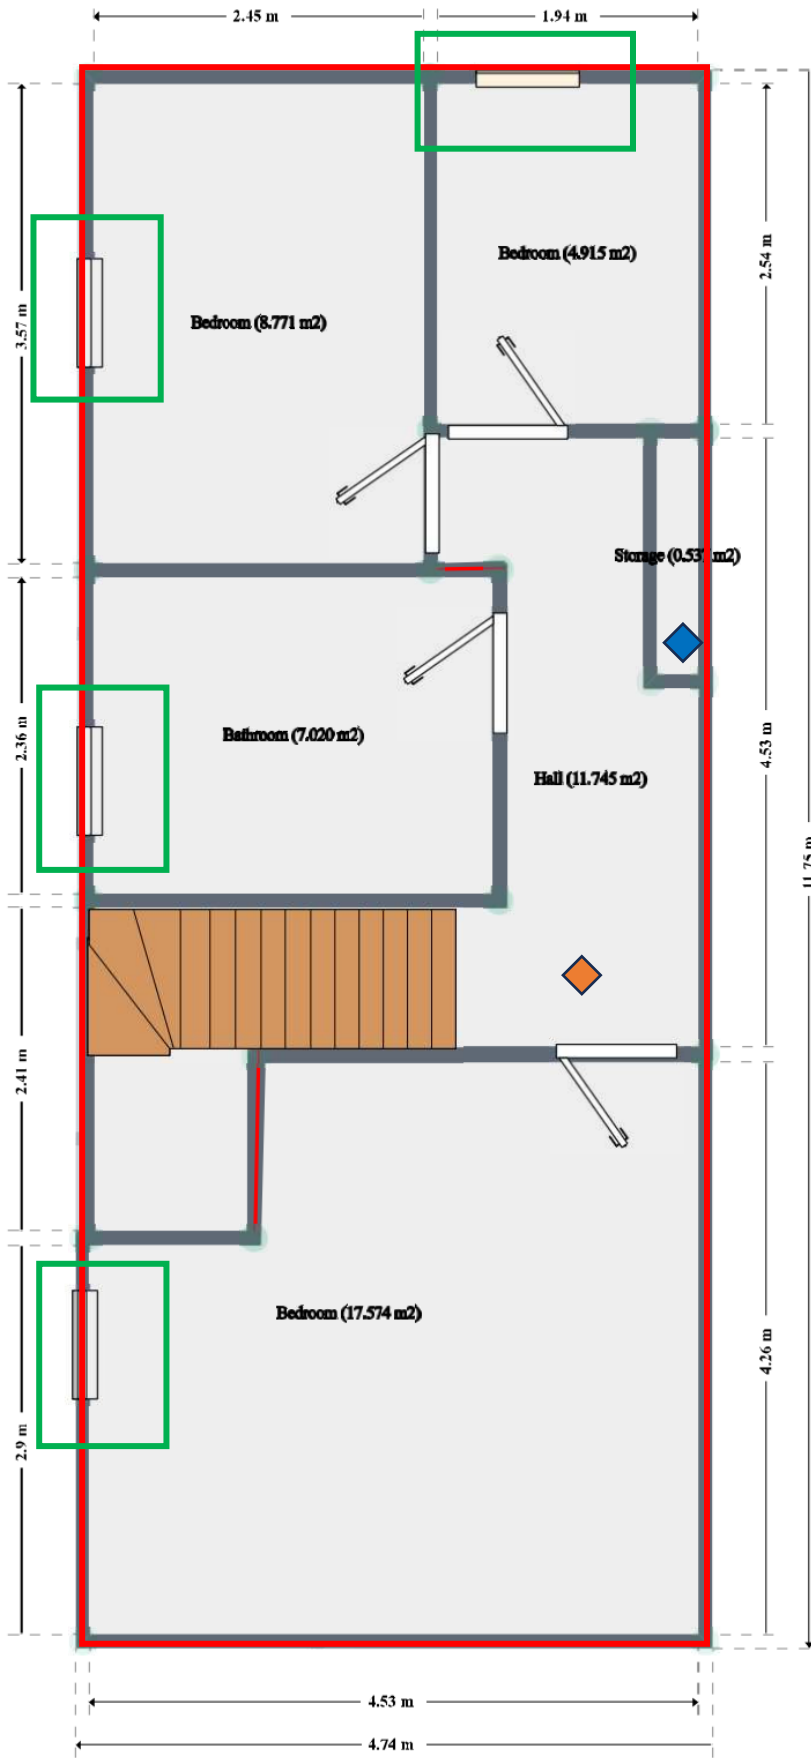 2.45 m
1.94 m
Bedroom (4.915 m2)
2.54 m
3.57 m
Bedroom (8.771 m2)
Storage (0.537 m2)
2.36 m
Bathroom (7.020 m2)
4.53 m
Hall (11.745 m2)
11.75 m
2.41 m
Bedroom (17.574 m2)
4.26 m
2.9 m
4.53 m
4.74 m